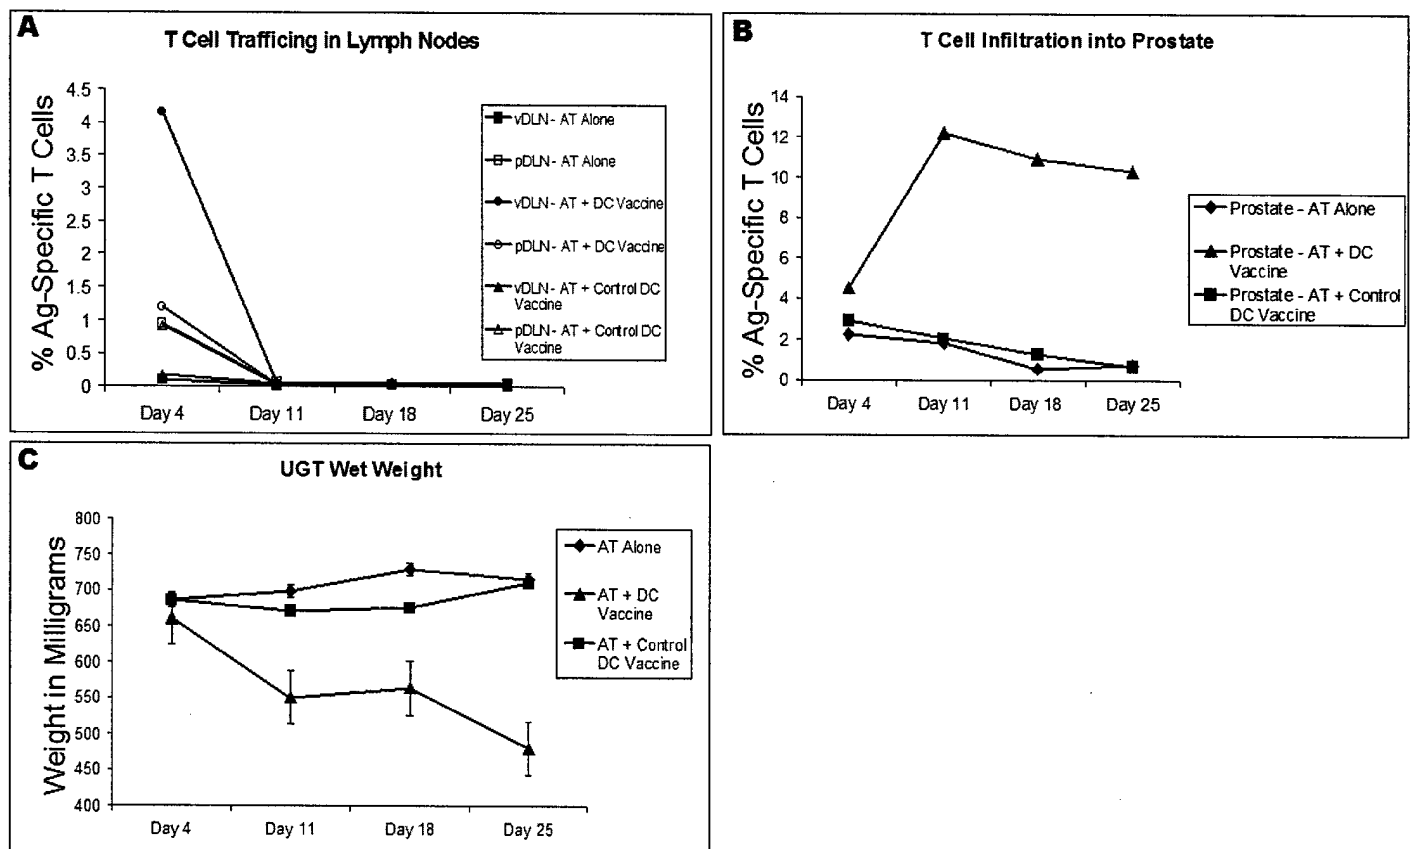 A
T Cell Trafficing in Lymph Nodes
% Ag-Specific T Cells
4.5
4
3.5
3
2.5
2
1.5
1
0.5
0
Day 4
Day 11
Day 18
Day 25
vDLN - AT Alone
pDLN - AT Alone
vDLN - AT + DC Vaccine
pDLN - AT + DC Vaccine
vDLN - AT + Control DC
Vaccine
pDLN - AT + Control DC
Vaccine
B
T Cell Infiltration into Prostate
% Ag-Specific T Cells
14
12
10
8
6
4
2
0
Day 4
Day 11
Day 18
Day 25
Prostate - AT Alone
Prostate - AT + DC
Vaccine
Prostate - AT + Control
DC Vaccine
C
UGT Wet Weight
Weight in Milligrams
800
750
700
650
600
550
500
450
400
Day 4
Day 11
Day 18
Day 25
AT Alone
AT + DC
Vaccine
AT + Control
DC Vaccine